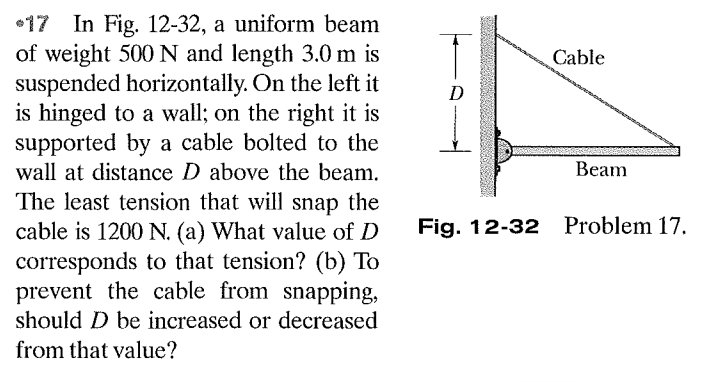 •17 In Fig. 12-32, a uniform beam
of weight 500 N and length 3.0 m is
suspended horizontally. On the left it
is hinged to a wall; on the right it is
supported by a cable bolted to the
wall at distance D above the beam.
The least tension that will snap the
cable is 1200 N. (a) What value of D
corresponds to that tension? (b) To
prevent the cable from snapping,
should D be increased or decreased
from that value?
Cable
D
Beam
Fig. 12-32 Problem 17.